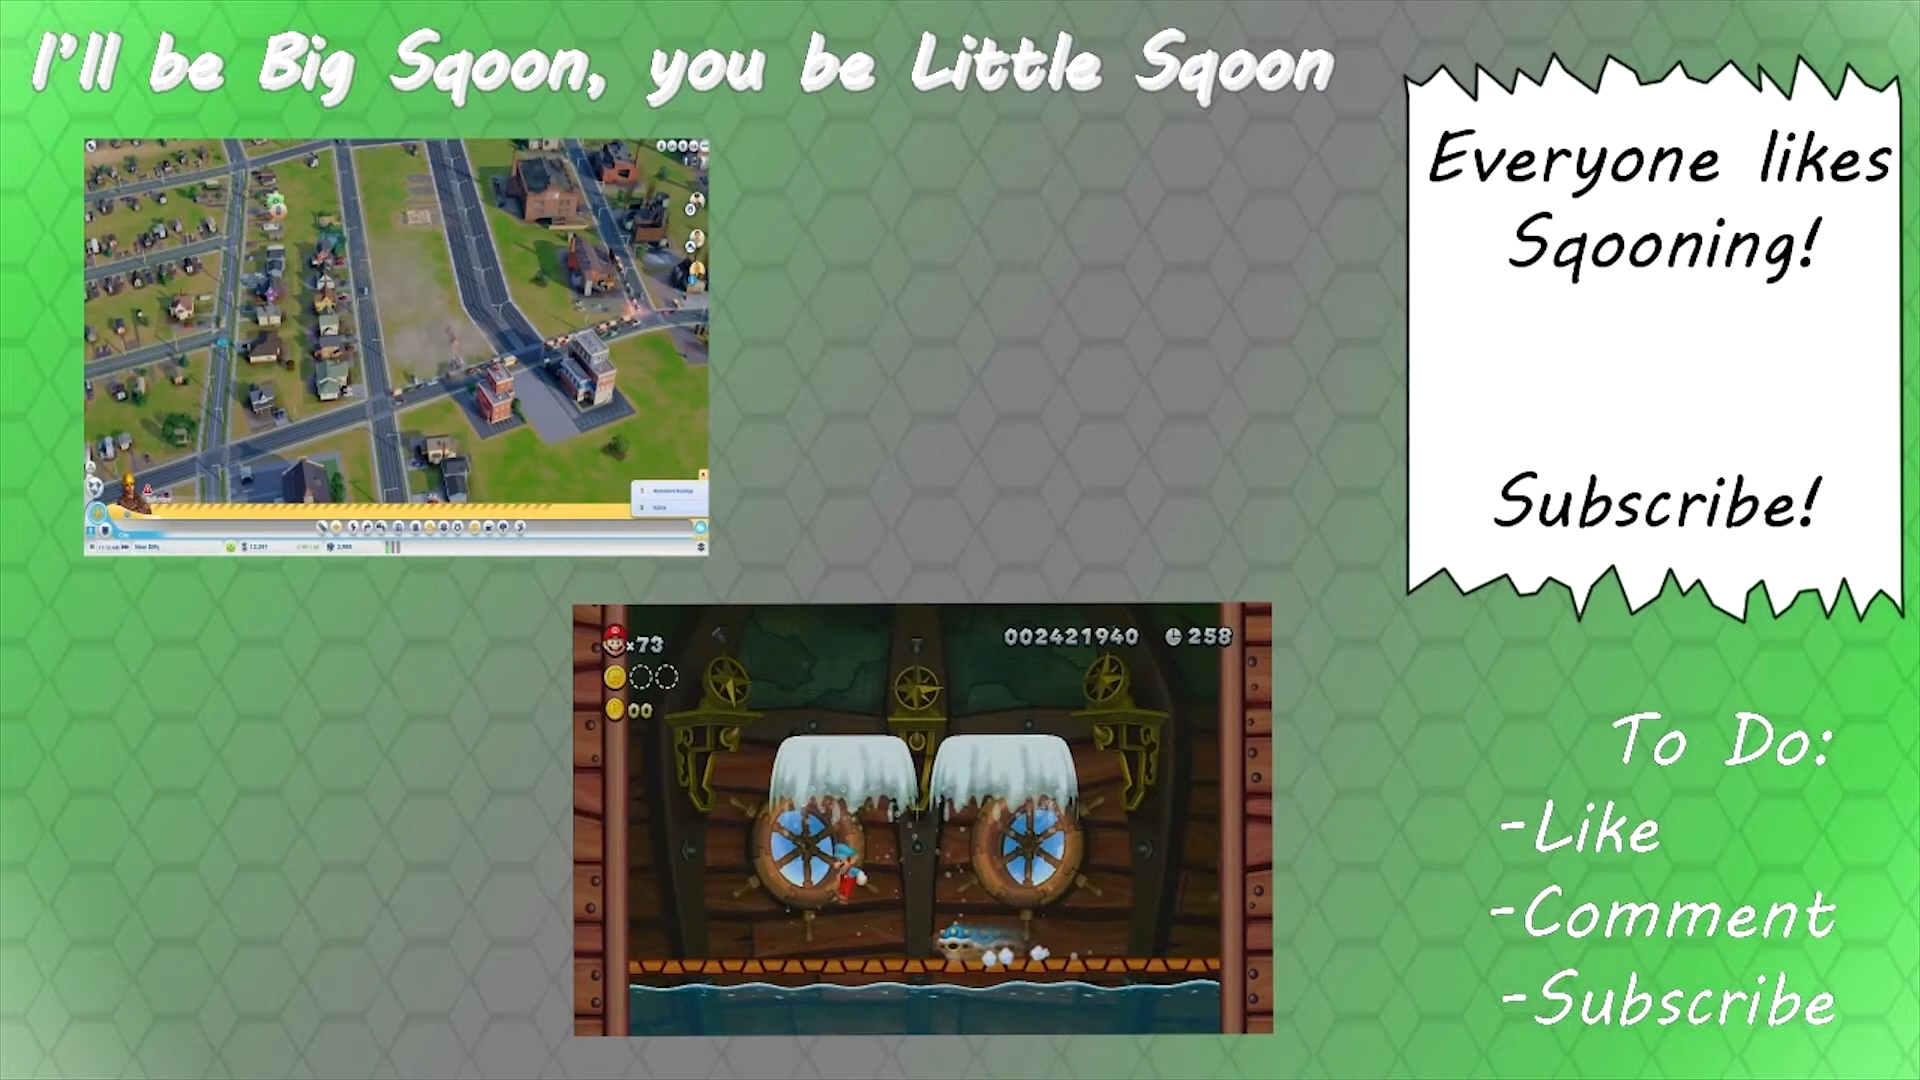 I'll be Big Sqoon, you be Little Sqoon
Everyone likes
Sqooning!
Subscribe!
×73
002421940
258
00
To Do:
-Like
-Comment
-Subscribe